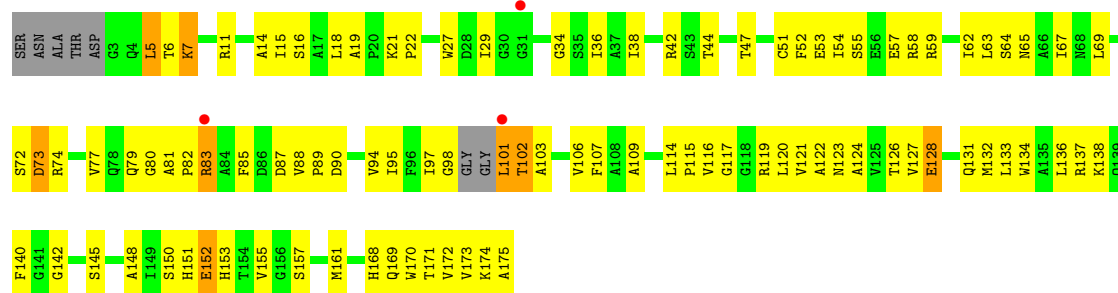 SER ASN ALA THR ASP G3 Q4 L5 T6 K7 R11 A14 I15 S16 A17 L18 A19 P20 K21 P22 W27 D28 I29 G30 G31 G34 S35 I36 A37 I38 R42 S43 T44 T47 C51 F52 E53 I54 S55 E56 E57 R58 R59 I62 L63 S64 N65 A66 I67 N68 L69
S72 D73 R74 V77 Q78 Q79 G80 A81 P82 R83 A84 F85 D86 D87 V88 P89 D90 V94 I95 F96 I97 G98 GLY GLY L101 T102 A103 V106 F107 A108 A109 L114 P115 V116 G117 G118 R119 L120 V121 A122 N123 A124 V125 T126 V127 E128 Q131 M132 L133 W134 A135 L136 R137 K138 Q139
F140 G141 G142 S145 A148 I149 S150 H151 E152 H153 T154 V155 G156 S157 M161 H168 Q169 W170 T171 V172 V173 K174 A175